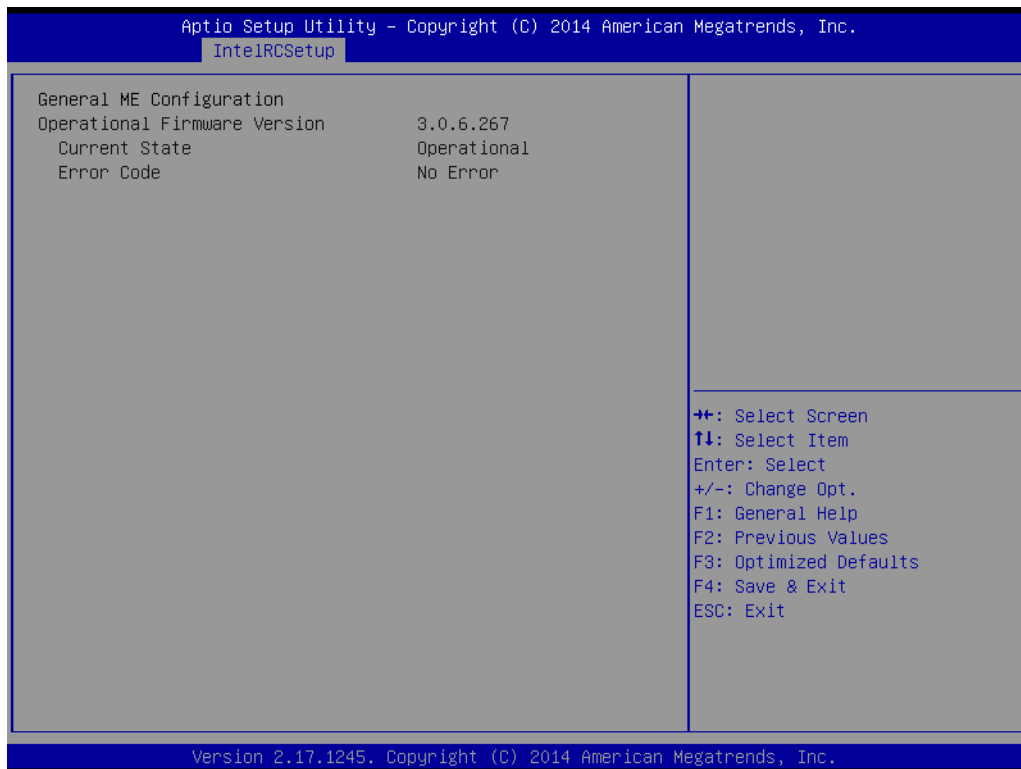 Aptio Setup Utility – Copyright (C) 2014 American Megatrends, Inc.
IntelRCSetup
General ME Configuration
Operational Firmware Version 3.0.6.267
Current State Operational
Error Code No Error
→←: Select Screen
↑↓: Select Item
Enter: Select
+/-: Change Opt.
F1: General Help
F2: Previous Values
F3: Optimized Defaults
F4: Save & Exit
ESC: Exit
Version 2.17.1245. Copyright (C) 2014 American Megatrends, Inc.